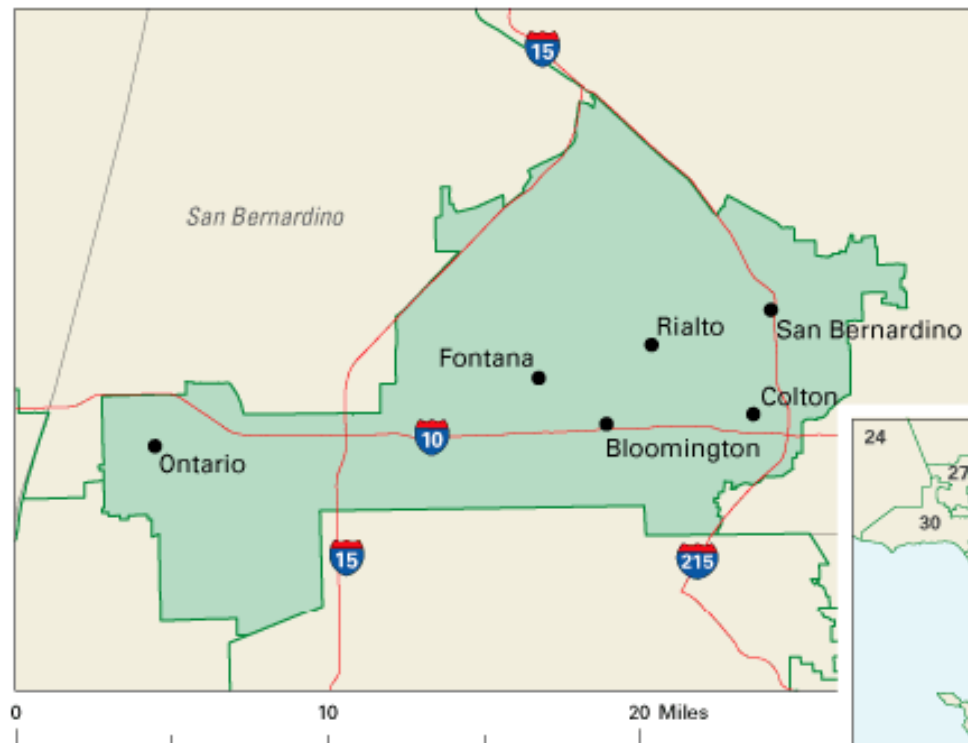 15
San Bernardino
Rialto
San Bernardino
Fontana
Colton
10
Bloomington
Ontario
24
27
30
15
215
0 10 20 Miles